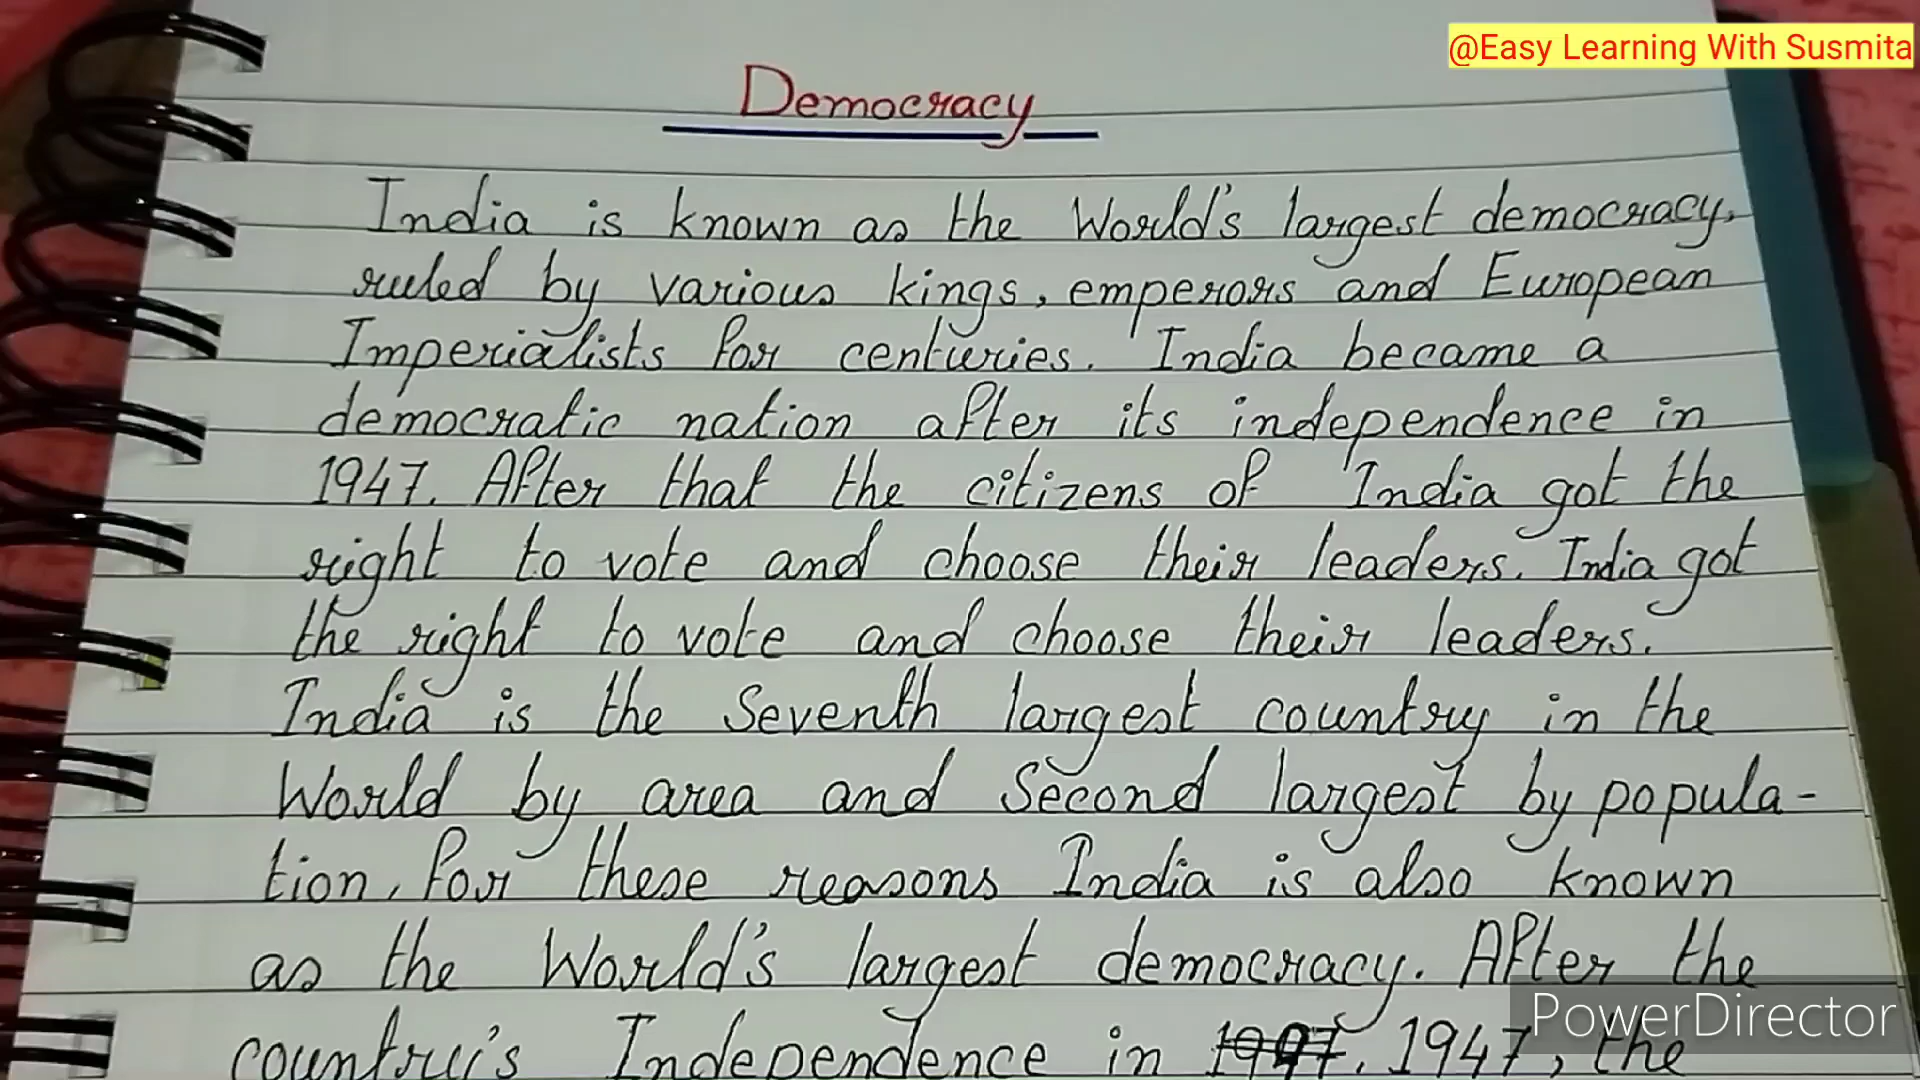 @Easy Learning With Susmita
Democracy
India is known as the World's largest democracy,
ruled by various kings, emperors and European
Imperialists for centuries. India became a
democratic nation after its independence in
1947. After that the citizens of India got the
right to vote and choose their leaders. India got
the right to vote and choose their leaders.
India is the Seventh largest country in the
World by area and Second largest by popula-
tion, for these reasons India is also known
as the World's largest democracy. After the
country's Independence in 1947, the
PowerDirector